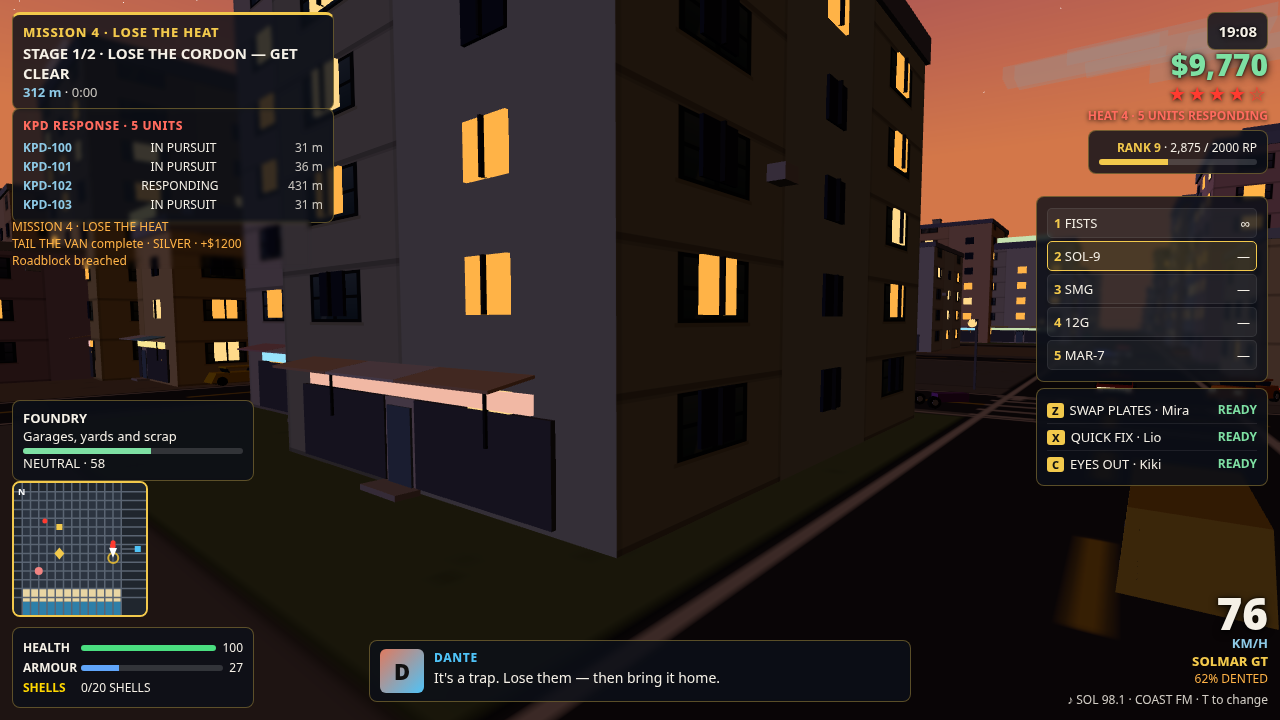 MISSION 4 · LOSE THE HEAT
STAGE 1/2 · LOSE THE CORDON — GET
CLEAR
312 m · 0:00
KPD RESPONSE · 5 UNITS
KPD-100 IN PURSUIT 31 m
KPD-101 IN PURSUIT 36 m
KPD-102 RESPONDING 431 m
KPD-103 IN PURSUIT 31 m
MISSION 4 · LOSE THE HEAT
TAIL THE VAN complete · SILVER · +$1200
Roadblock breached
19:08
$9,770
★★★★☆
HEAT 4 · 5 UNITS RESPONDING
RANK 9 · 2,875 / 2000 RP
1 FISTS ∞
2 SOL-9 —
3 SMG —
4 12G —
5 MAR-7 —
Z SWAP PLATES · Mira READY
X QUICK FIX · Lio READY
C EYES OUT · Kiki READY
FOUNDRY
Garages, yards and scrap
NEUTRAL · 58
N
HEALTH 100
ARMOUR 27
SHELLS 0/20 SHELLS
D
DANTE
It's a trap. Lose them — then bring it home.
76
KM/H
SOLMAR GT
62% DENTED
♪ SOL 98.1 · COAST FM · T to change